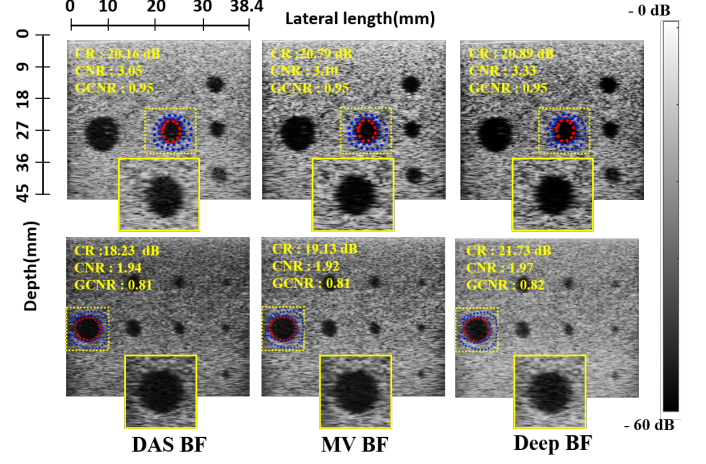 0 10 20 30 38.4
Lateral length(mm)
- 0 dB
0
9
18
27
36
45
Depth(mm)
CR : 20.16 dB
CNR : 3.05
GCNR : 0.95
CR :20.79 dB
CNR : 3.10
GCNR : 0.95
CR : 20.89 dB
CNR : 3.33
GCNR : 0.95
CR :18.23 dB
CNR : 1.94
GCNR : 0.81
CR : 19.13 dB
CNR : 1.92
GCNR : 0.81
CR : 21.73 dB
CNR : 1.97
GCNR : 0.82
- 60 dB
DAS BF
MV BF
Deep BF